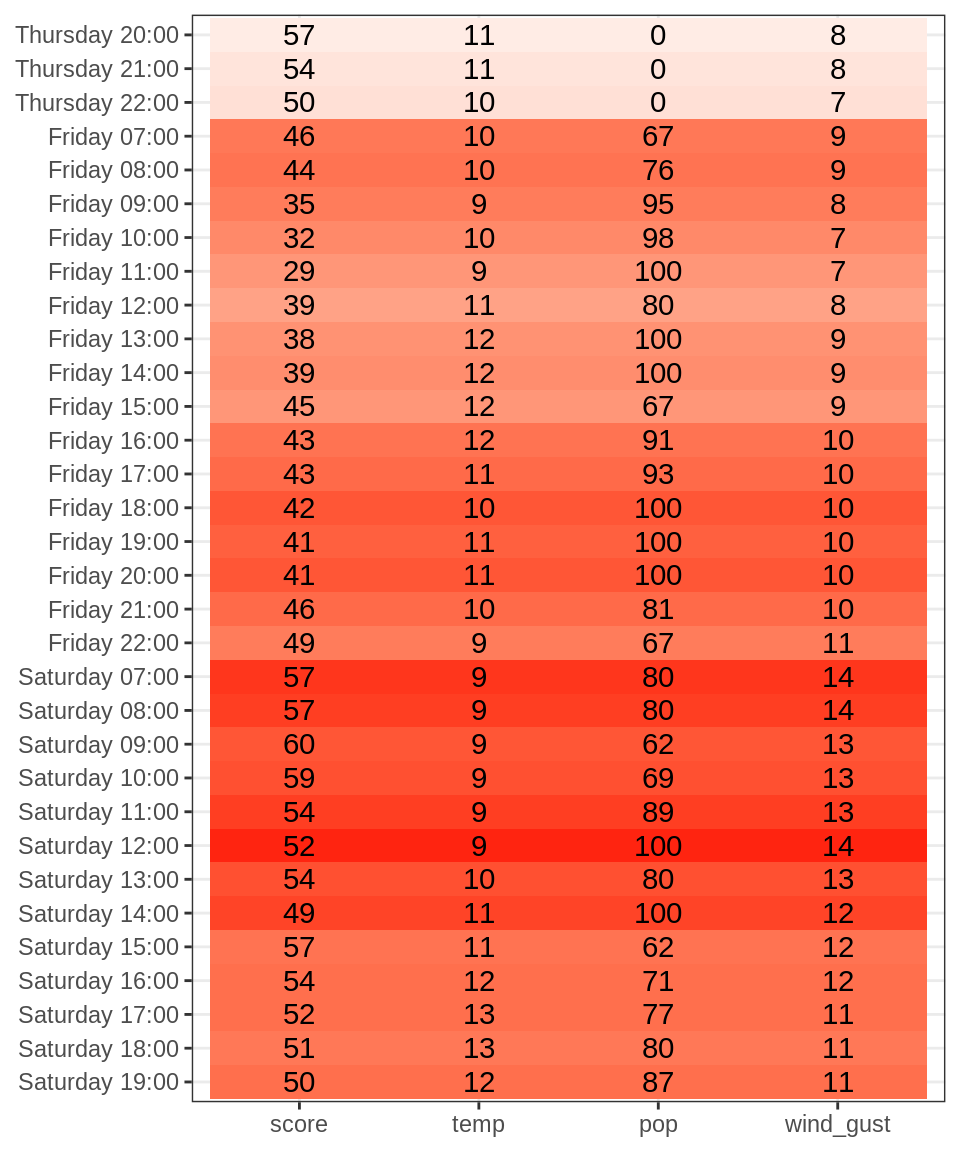 Thursday 20:00 57 11 0 8
Thursday 21:00 54 11 0 8
Thursday 22:00 50 10 0 7
Friday 07:00 46 10 67 9
Friday 08:00 44 10 76 9
Friday 09:00 35 9 95 8
Friday 10:00 32 10 98 7
Friday 11:00 29 9 100 7
Friday 12:00 39 11 80 8
Friday 13:00 38 12 100 9
Friday 14:00 39 12 100 9
Friday 15:00 45 12 67 9
Friday 16:00 43 12 91 10
Friday 17:00 43 11 93 10
Friday 18:00 42 10 100 10
Friday 19:00 41 11 100 10
Friday 20:00 41 11 100 10
Friday 21:00 46 10 81 10
Friday 22:00 49 9 67 11
Saturday 07:00 57 9 80 14
Saturday 08:00 57 9 80 14
Saturday 09:00 60 9 62 13
Saturday 10:00 59 9 69 13
Saturday 11:00 54 9 89 13
Saturday 12:00 52 9 100 14
Saturday 13:00 54 10 80 13
Saturday 14:00 49 11 100 12
Saturday 15:00 57 11 62 12
Saturday 16:00 54 12 71 12
Saturday 17:00 52 13 77 11
Saturday 18:00 51 13 80 11
Saturday 19:00 50 12 87 11
score temp pop wind_gust